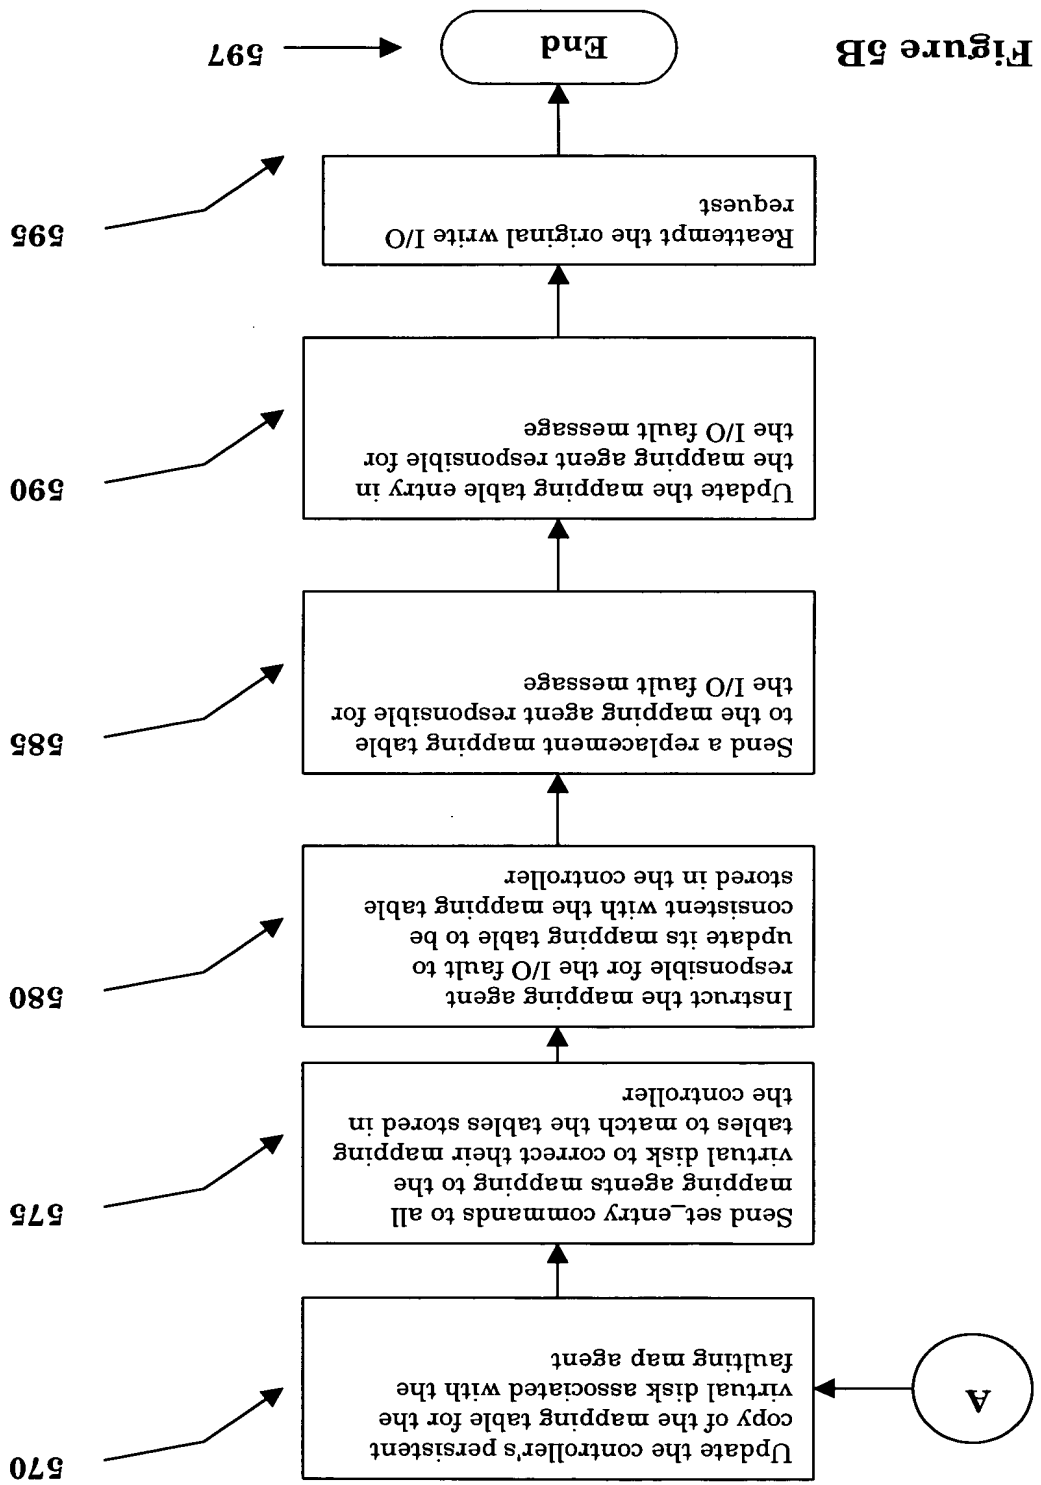 A
Update the controller's persistent
copy of the mapping table for the
virtual disk associated with the
faulting map agent
570
Send set_entry commands to all
mapping agents mapping to the
virtual disk to correct their mapping
tables to match the tables stored in
the controller
575
Instruct the mapping agent
responsible for the I/O fault to
update its mapping table to be
consistent with the mapping table
stored in the controller
580
Send a replacement mapping table
to the mapping agent responsible for
the I/O fault message
585
Update the mapping table entry in
the mapping agent responsible for
the I/O fault message
590
Reattempt the original write I/O
request
595
End
597
Figure 5B